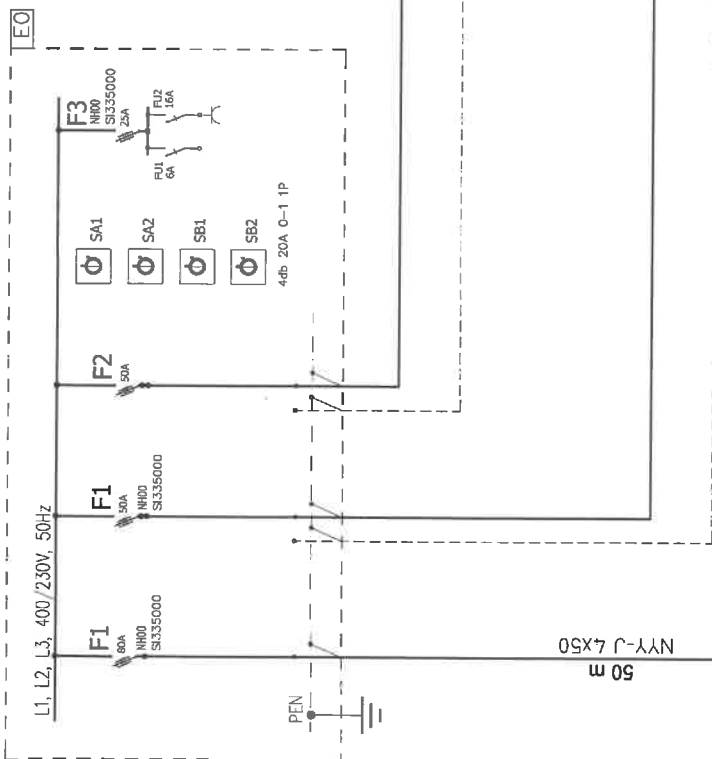 EO
L1, L2, L3, 400/230V, 50Hz
F1
80A
NH00
SI335000
F1
50A
NH00
SI335000
F2
50A
F3
NH00
SI335000
25A
FU1
6A
FU2
16A
SA1
SA2
SB1
SB2
4db 20A 0-1 1P
PEN
NYY-J 4x50
50 m